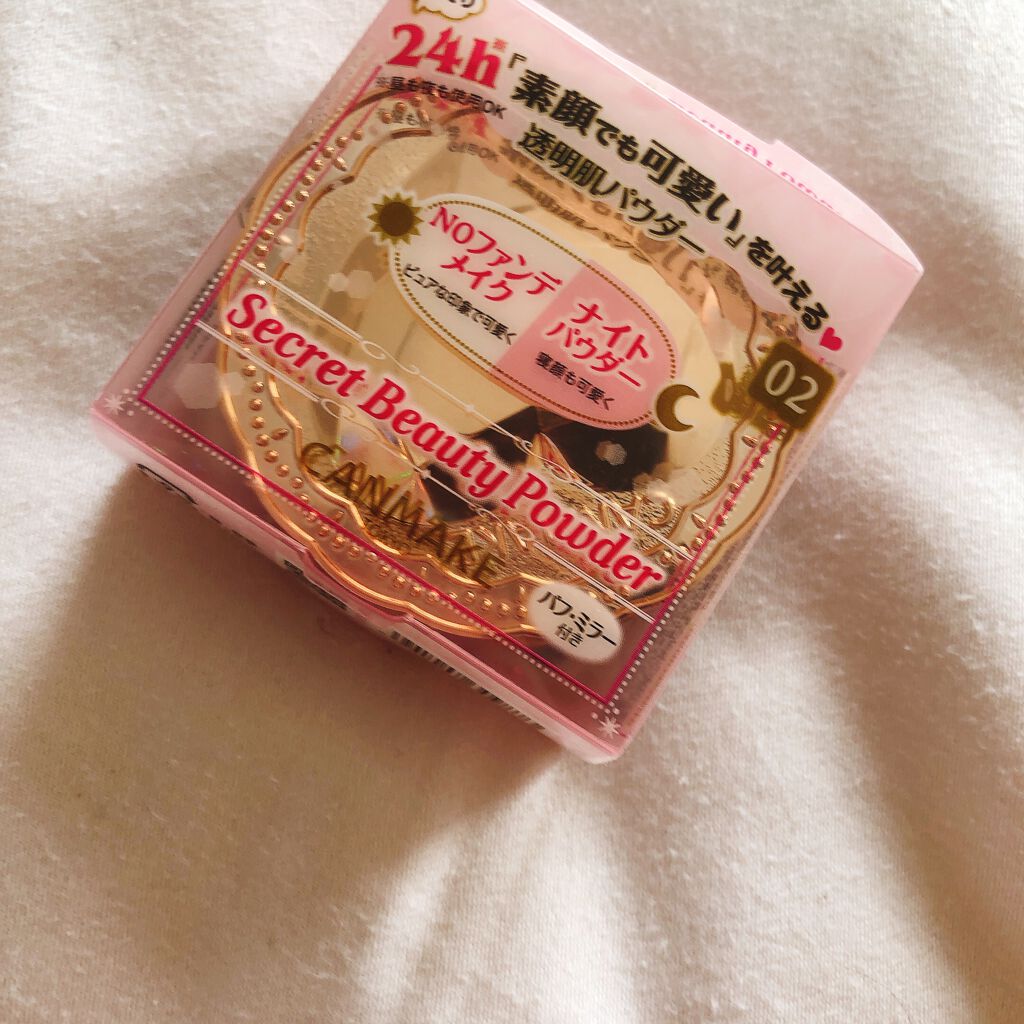 24h※
※昼も夜も使用OK
『素顔でも可愛い』を叶える♥
透明肌パウダー
NOファンデ
メイク
ピュアな印象で可愛く
ナイト
パウダー
寝顔も可愛く
02
Secret Beauty Powder
CANMAKE
パフ・ミラー
付き